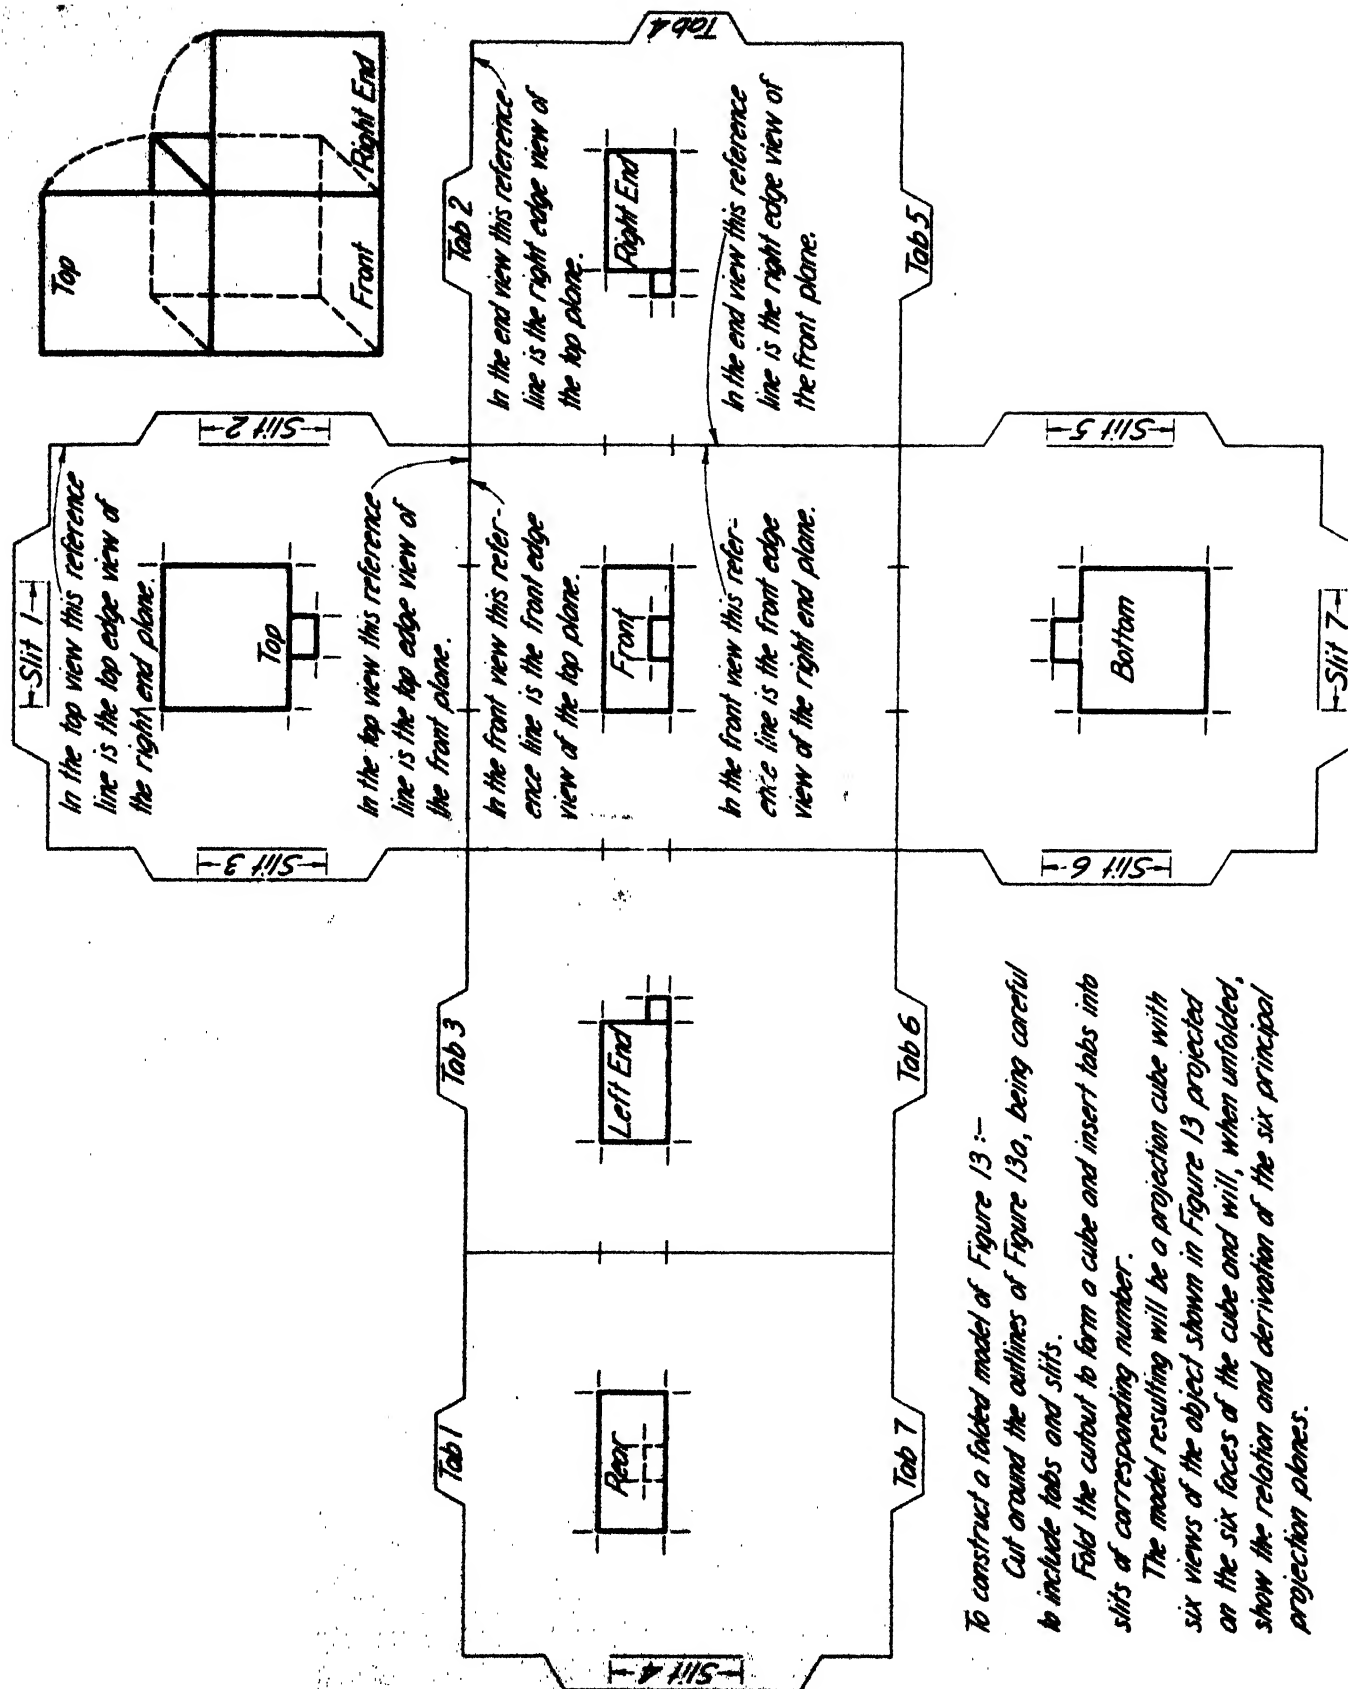 Top
Front
Right End
Slit 1
In the top view this reference
line is the top edge view of
the right end plane.
Slit 3
Slit 2
Top
In the top view this reference
line is the top edge view of
the front plane.
Tab 1
Tab 3
Tab 2
In the front view this refer-
ence line is the front edge
view of the top plane.
In the end view this reference
line is the right edge view of
the top plane.
Slit 4
Rear
Left End
Front
Right End
Tab 4
In the front view this refer-
ence line is the front edge
view of the right end plane.
In the end view this reference
line is the right edge view of
the front plane.
Tab 7
Tab 6
Tab 5
Slit 6
Slit 5
Bottom
Slit 7
To construct a folded model of Figure 13:-
Cut around the outlines of Figure 13a, being careful
to include tabs and slits.
Fold the cutout to form a cube and insert tabs into
slits of corresponding number.
The model resulting will be a projection cube with
six views of the object shown in Figure 13 projected
on the six faces of the cube and will, when unfolded,
show the relation and derivation of the six principal
projection planes.